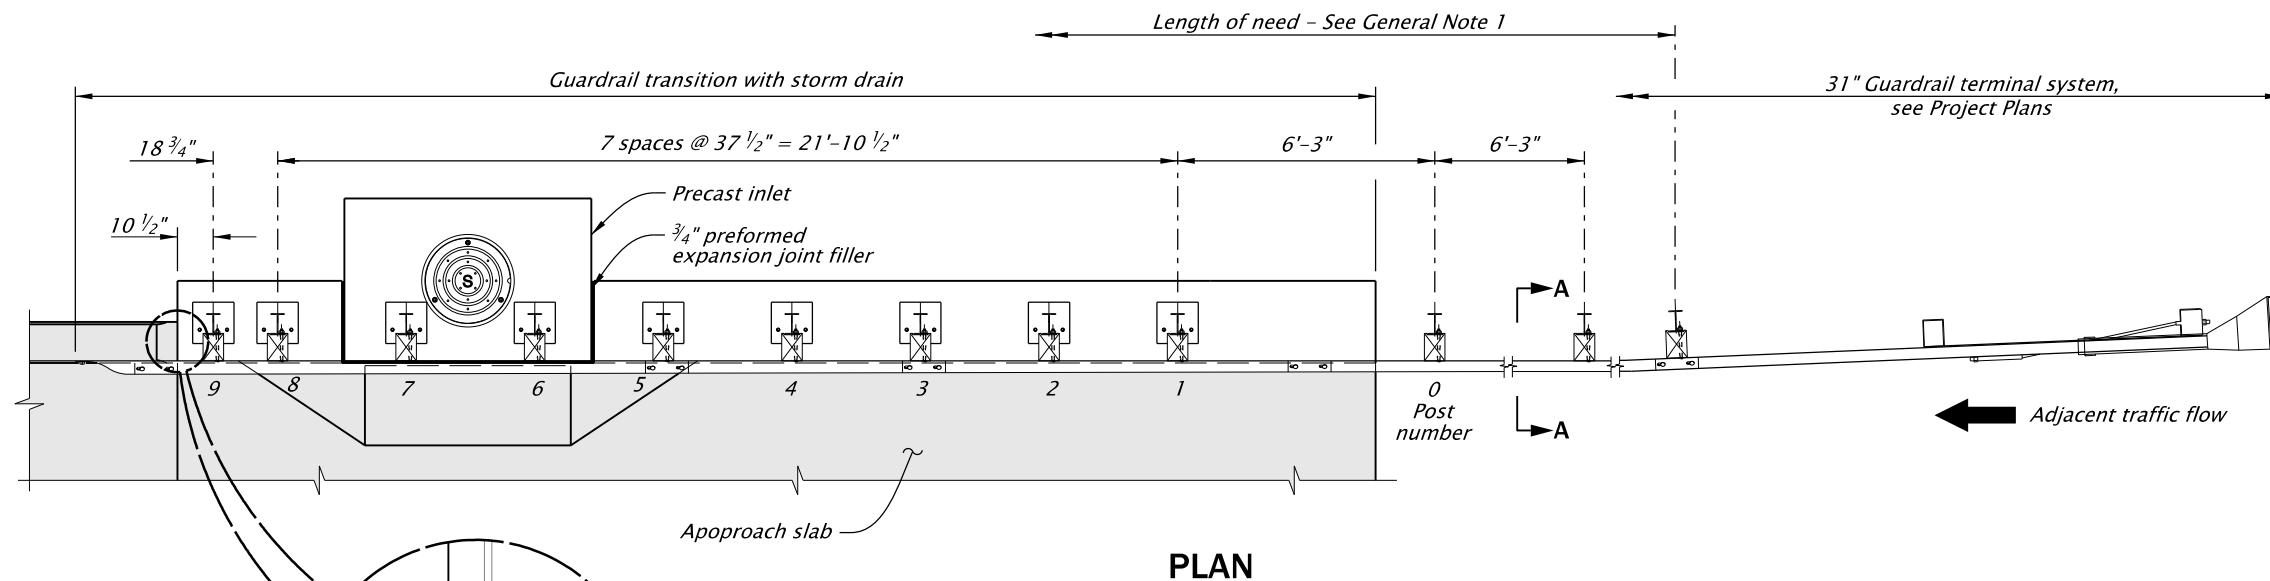 Length of need – See General Note 1
Guardrail transition with storm drain
31" Guardrail terminal system,
see Project Plans
18 3/4"
7 spaces @ 37 1/2" = 21'–10 1/2"
6'–3"
6'–3"
Precast inlet
10 1/2"
3/4" preformed
expansion joint filler
S
A
9
8
7
6
5
4
3
2
1
0
Post
number
A
Adjacent traffic flow
Apoproach slab
PLAN